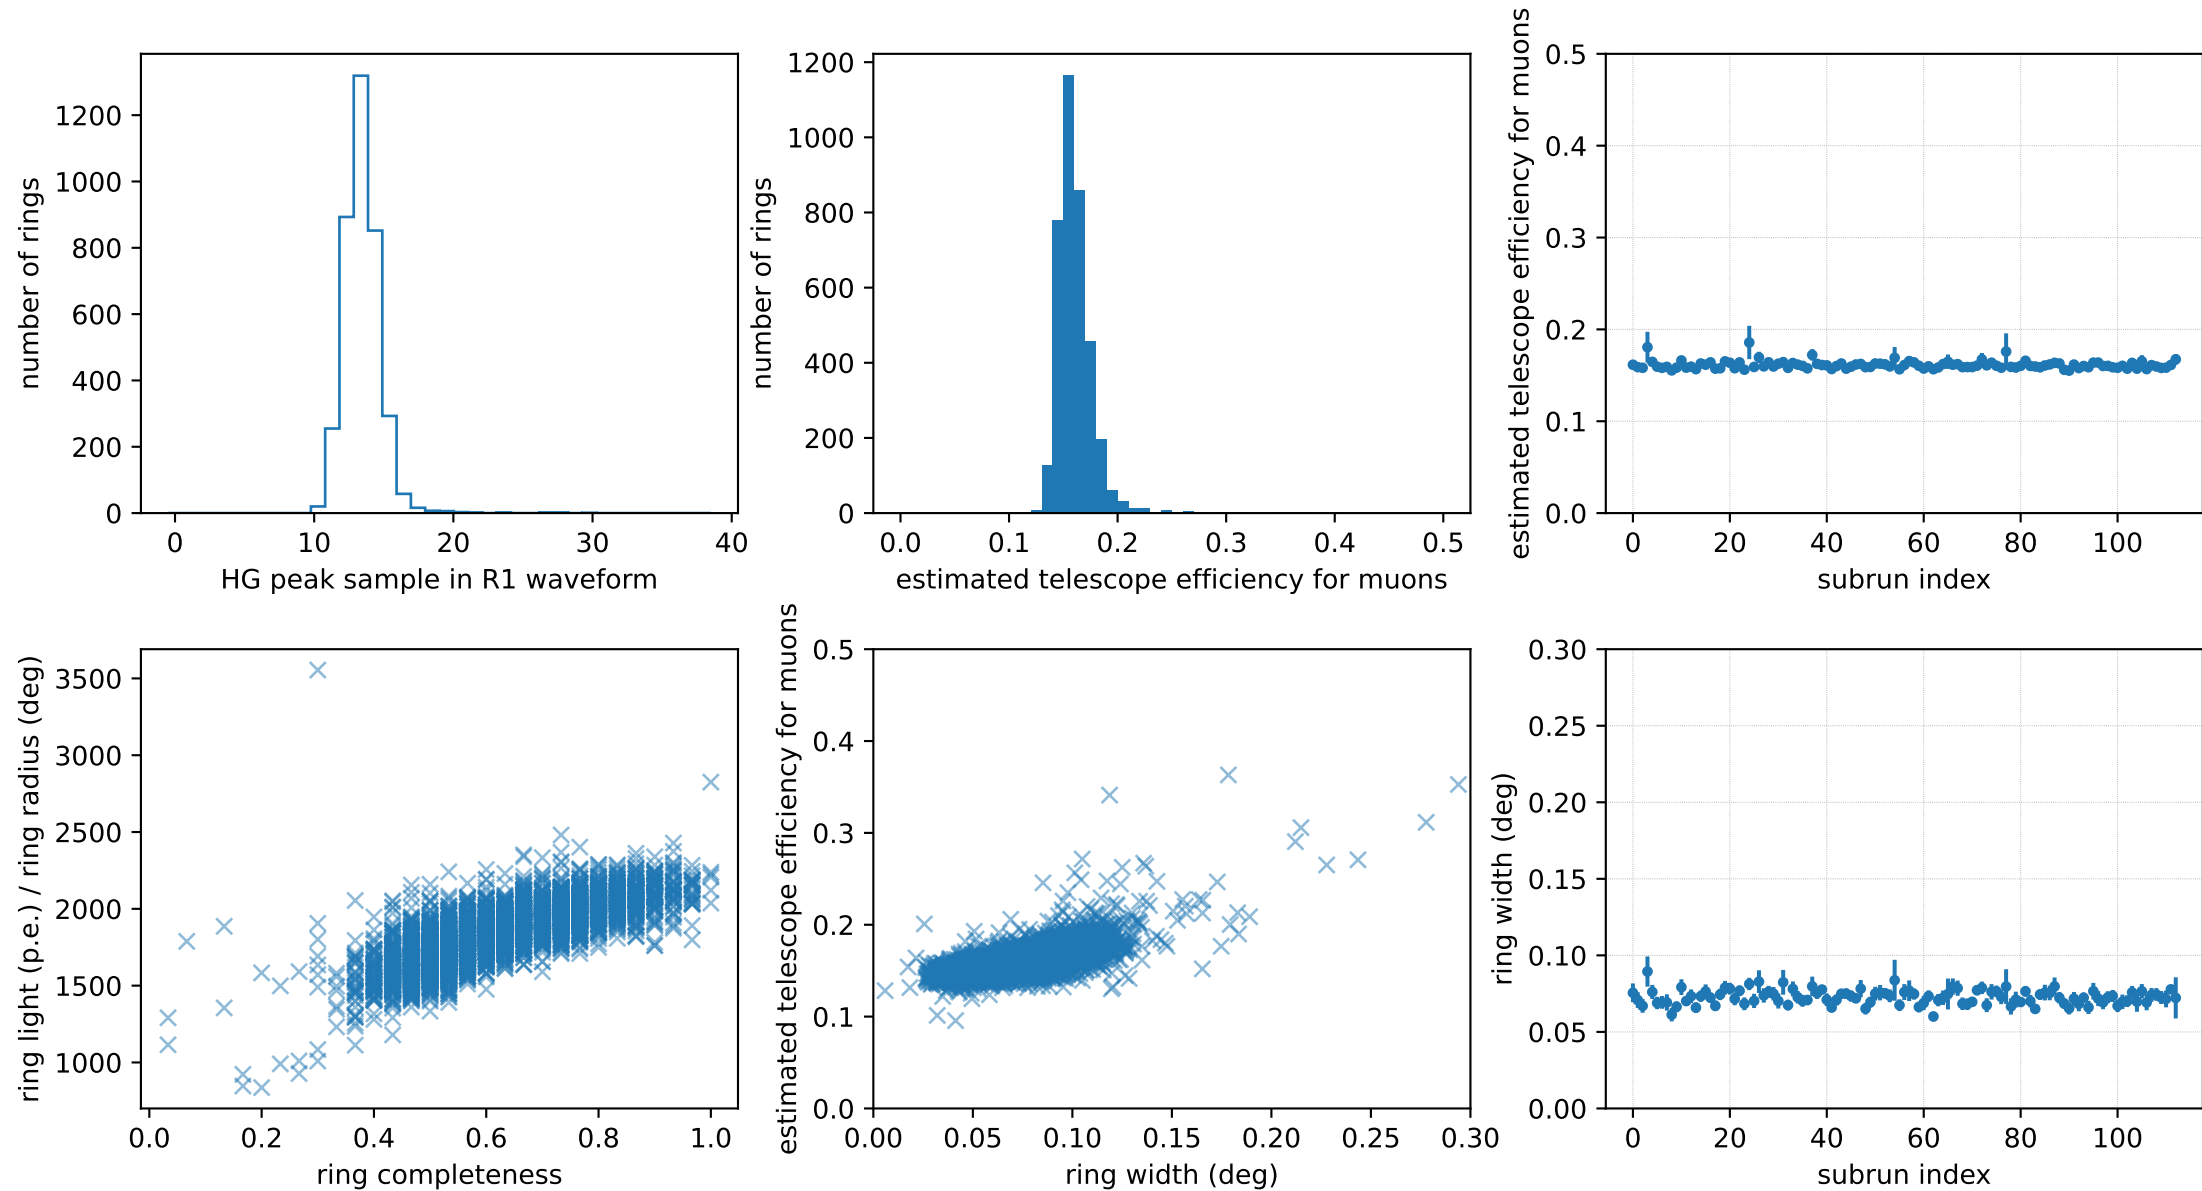 number of rings
1200
1000
800
600
400
200
0
0 10 20 30 40
HG peak sample in R1 waveform
number of rings
1200
1000
800
600
400
200
0
0.0 0.1 0.2 0.3 0.4 0.5
estimated telescope efficiency for muons
estimated telescope efficiency for muons
0.5
0.4
0.3
0.2
0.1
0.0
0 20 40 60 80 100
subrun index
ring light (p.e.) / ring radius (deg)
3500
3000
2500
2000
1500
1000
0.0 0.2 0.4 0.6 0.8 1.0
ring completeness
estimated telescope efficiency for muons
0.5
0.4
0.3
0.2
0.1
0.0
0.00 0.05 0.10 0.15 0.20 0.25 0.30
ring width (deg)
ring width (deg)
0.30
0.25
0.20
0.15
0.10
0.05
0.00
0 20 40 60 80 100
subrun index